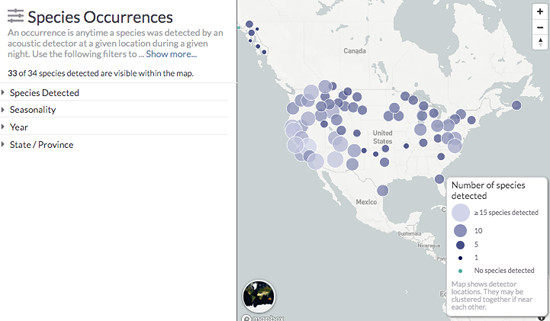 Species Occurrences
An occurrence is anytime a species was detected by an
acoustic detector at a given location during a given
night. Use the following filters to ... Show more...
33 of 34 species detected are visible within the map.
Species Detected
Seasonality
Year
State / Province
Canada
United
States
Mexico
Guatemala
Nicaragua
+
-
Number of species
detected
≥ 15 species detected
10
5
1
No species detected
Map shows detector
locations. They may be
clustered together if near
each other.
mapbox